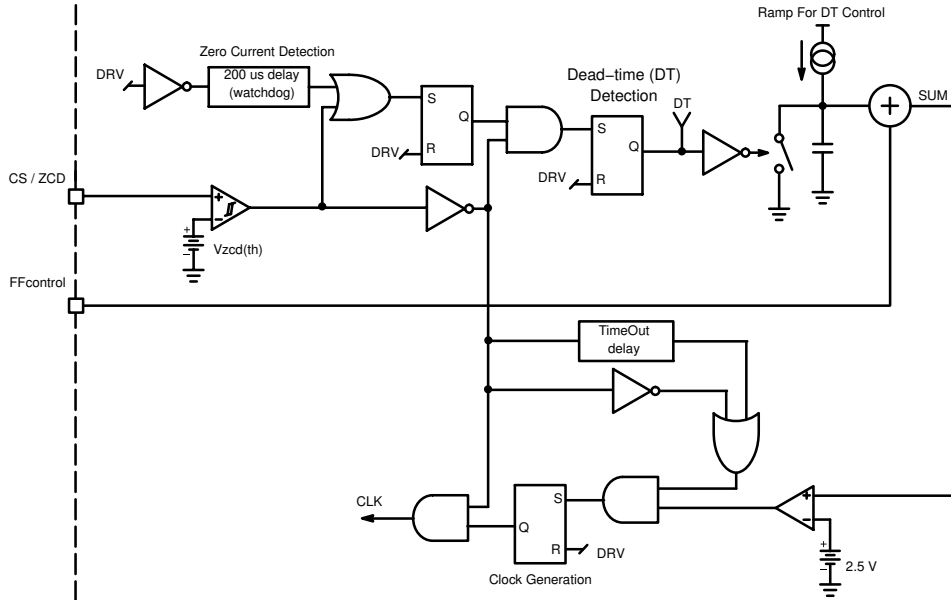 Ramp For DT Control
Zero Current Detection
DRV
200 us delay
(watchdog)
Dead−time (DT)
Detection
DT
SUM
S
Q
R
DRV
S
Q
R
DRV
+
CS / ZCD
+
−
+
−
Vzcd(th)
FFcontrol
TimeOut
delay
CLK
S
Q
R
DRV
Clock Generation
+
−
+
−
2.5 V